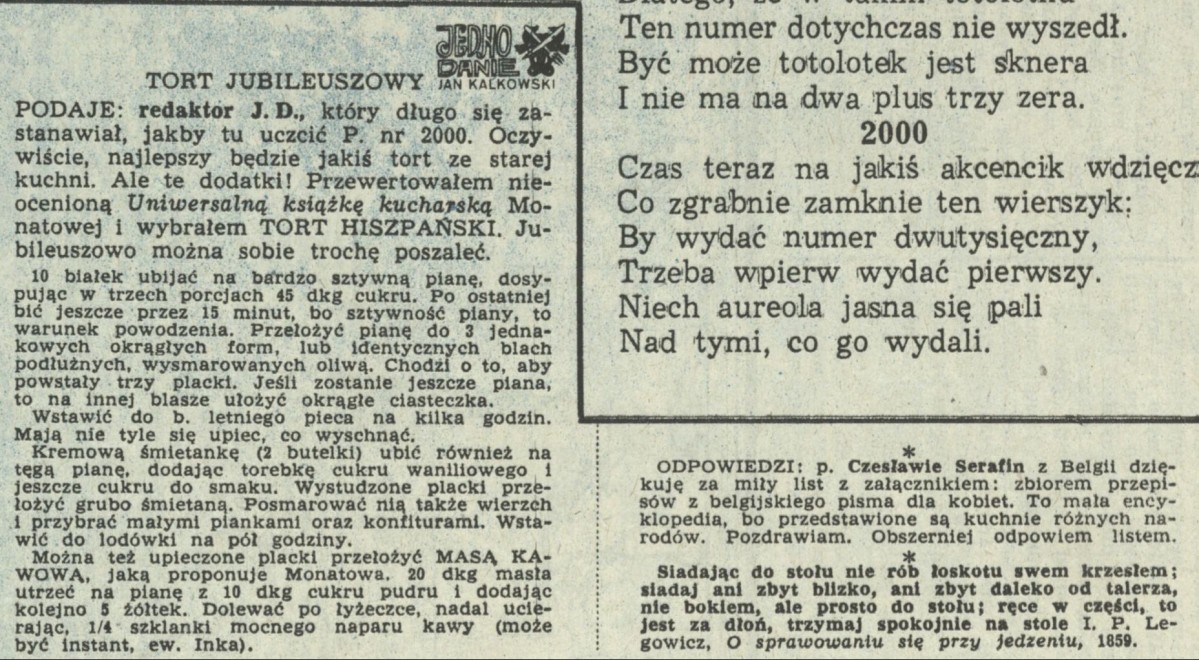 JEDNO
DANIE
JAN KALKOWSKI
TORT JUBILEUSZOWY
PODAJE: redaktor J. D., który długo się za-
stanawiał, jakby tu uczcić P. nr 2000. Oczy-
wiście, najlepszy będzie jakiś tort ze starej
kuchni. Ale te dodatki! Przewertowałem nie-
ocenioną Uniwersalną książkę kucharską Mo-
natowej i wybrałem TORT HISZPAŃSKI. Ju-
bileuszowo można sobie trochę poszaleć.
10 białek ubijać na bardzo sztywną pianę, dosy-
pując w trzech porcjach 45 dkg cukru. Po ostatniej
bić jeszcze przez 15 minut, bo sztywność piany, to
warunek powodzenia. Przełożyć pianę do 3 jedna-
kowych okrągłych form, lub identycznych blach
podłużnych, wysmarowanych oliwą. Chodzi o to, aby
powstały trzy placki. Jeśli zostanie jeszcze piana,
to na innej blasze ułożyć okrągłe ciasteczka.
Wstawić do b. letniego pieca na kilka godzin.
Mają nie tyle się upiec, co wyschnąć.
Kremową śmietankę (2 butelki) ubić również na
tęgą pianę, dodając torebkę cukru waniliowego i
jeszcze cukru do smaku. Wystudzone placki prze-
łożyć grubo śmietaną. Posmarować nią także wierzch
i przybrać małymi piankami oraz konfiturami. Wsta-
wić do lodówki na pół godziny.
Można też upieczone placki przełożyć MASĄ KA-
WOWĄ, jaką proponuje Monatowa. 20 dkg masła
utrzeć na pianę z 10 dkg cukru pudru i dodając
kolejno 5 żółtek. Dolewać po łyżeczce, nadal ucie-
rając, 1/4 szklanki mocnego naparu kawy (może
być instant, ew. Inka).
Dlatego, że w takim totolotku
Ten numer dotychczas nie wyszedł.
Być może totolotek jest sknera
I nie ma na dwa plus trzy zera.
2000
Czas teraz na jakiś akcencik wdzięcz
Co zgrabnie zamknie ten wierszyk:
By wydać numer dwutysięczny,
Trzeba wpierw wydać pierwszy.
Niech aureola jasna się pali
Nad tymi, co go wydali.
*
ODPOWIEDZI: p. Czesławie Serafin z Belgii dzię-
kuję za miły list z załącznikiem: zbiorem przepi-
sów z belgijskiego pisma dla kobiet. To mała ency-
klopedia, bo przedstawione są kuchnie różnych na-
rodów. Pozdrawiam. Obszerniej odpowiem listem.
*
Siadając do stołu nie rób łoskotu swem krzesłem;
siadaj ani zbyt blizko, ani zbyt daleko od talerza,
nie bokiem, ale prosto do stołu; ręce w części, to
jest za dłoń, trzymaj spokojnie na stole I. P. Le-
gowicz, O sprawowaniu się przy jedzeniu, 1859.